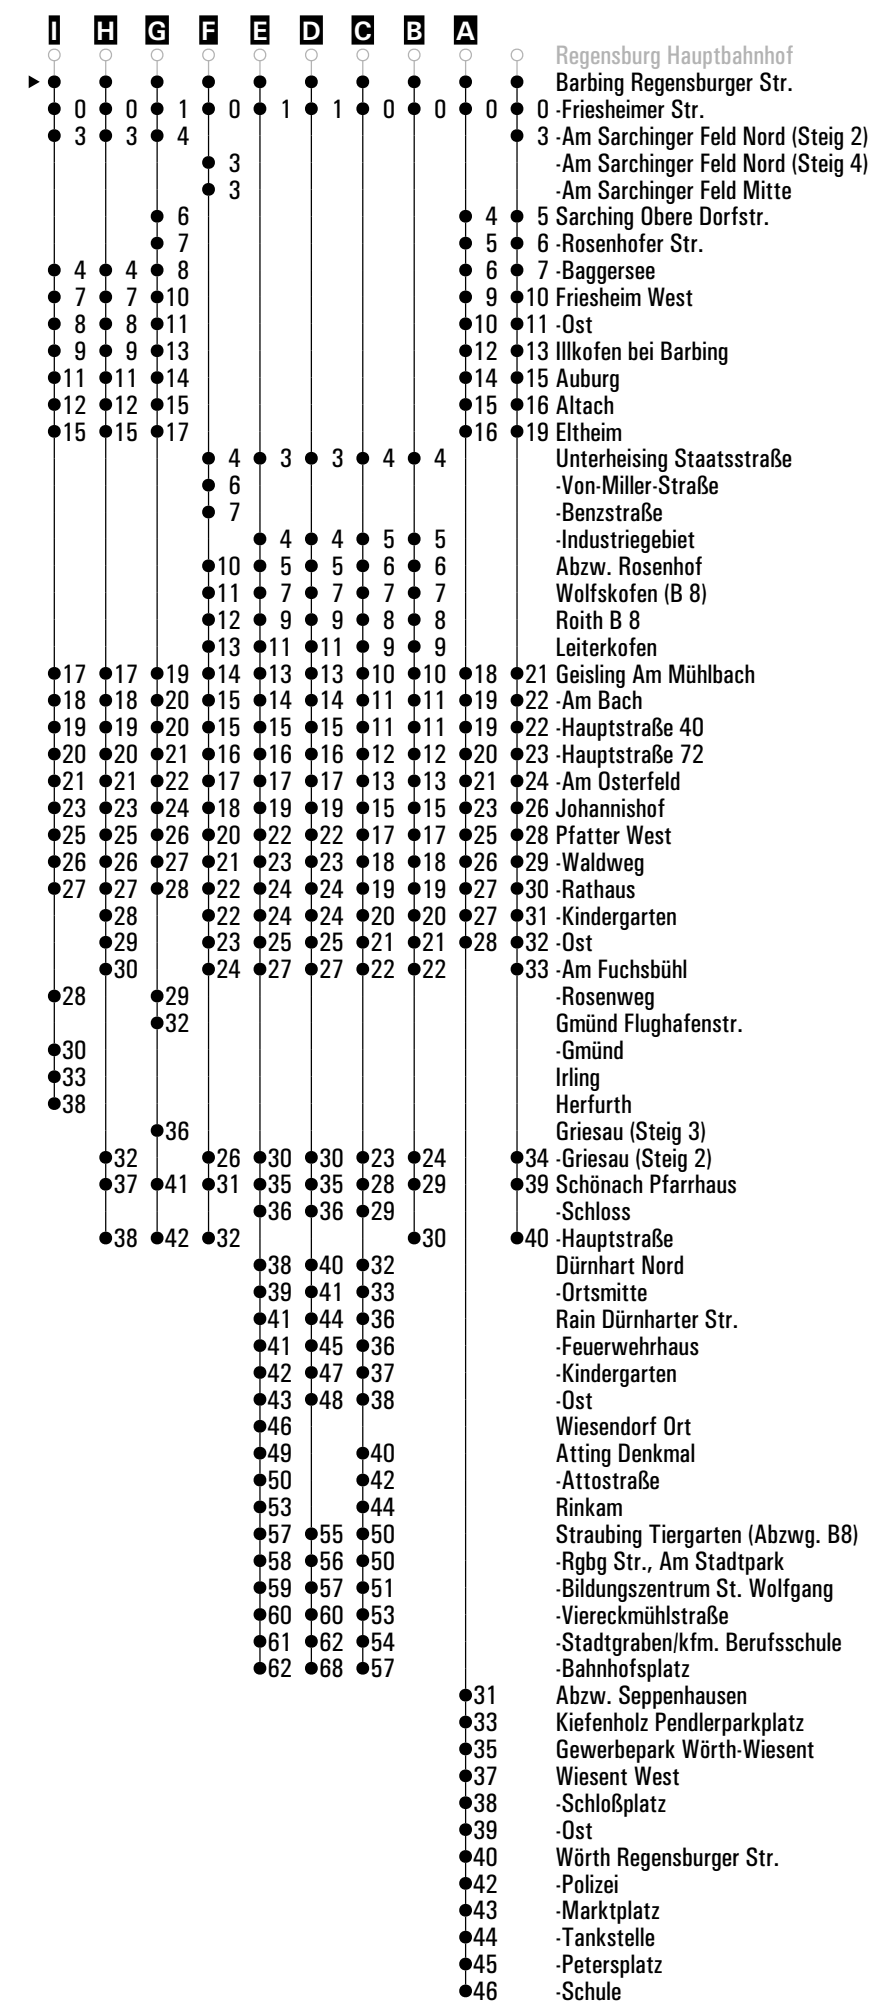 I H G F E D C B A
Regensburg Hauptbahnhof
Barbing Regensburger Str.
0 0 1 0 1 1 0 0 0 0 -Friesheimer Str.
3 3 4 3 -Am Sarchinger Feld Nord (Steig 2)
3 -Am Sarchinger Feld Nord (Steig 4)
3 -Am Sarchinger Feld Mitte
6 4 5 Sarching Obere Dorfstr.
7 5 6 -Rosenhofer Str.
4 4 8 6 7 -Baggersee
7 7 10 9 10 Friesheim West
8 8 11 10 11 -Ost
9 9 13 12 13 Illkofen bei Barbing
11 11 14 14 15 Auburg
12 12 15 15 16 Altach
15 15 17 16 19 Eltheim
4 3 3 4 4 Unterheising Staatsstraße
6 -Von-Miller-Straße
7 -Benzstraße
4 4 5 5 -Industriegebiet
10 5 5 6 6 Abzw. Rosenhof
11 7 7 7 7 Wolfskofen (B 8)
12 9 9 8 8 Roith B 8
13 11 11 9 9 Leiterkofen
17 17 19 14 13 13 10 10 18 21 Geisling Am Mühlbach
18 18 20 15 14 14 11 11 19 22 -Am Bach
19 19 20 15 15 15 11 11 19 22 -Hauptstraße 40
20 20 21 16 16 16 12 12 20 23 -Hauptstraße 72
21 21 22 17 17 17 13 13 21 24 -Am Osterfeld
23 23 24 18 19 19 15 15 23 26 Johannishof
25 25 26 20 22 22 17 17 25 28 Pfatter West
26 26 27 21 23 23 18 18 26 29 -Waldweg
27 27 28 22 24 24 19 19 27 30 -Rathaus
28 22 24 24 20 20 27 31 -Kindergarten
29 23 25 25 21 21 28 32 -Ost
30 24 27 27 22 22 33 -Am Fuchsbühl
28 29 -Rosenweg
32 Gmünd Flughafenstr.
30 -Gmünd
33 Irling
38 Herfurth
36 Griesau (Steig 3)
32 26 30 30 23 24 34 -Griesau (Steig 2)
37 41 31 35 35 28 29 39 Schönach Pfarrhaus
36 36 29 -Schloss
38 42 32 30 40 -Hauptstraße
38 40 32 Dürnhart Nord
39 41 33 -Ortsmitte
41 44 36 Rain Dürnharter Str.
41 45 36 -Feuerwehrhaus
42 47 37 -Kindergarten
43 48 38 -Ost
46 Wiesendorf Ort
49 40 Atting Denkmal
50 42 -Attostraße
53 44 Rinkam
57 55 50 Straubing Tiergarten (Abzwg. B8)
58 56 50 -Rgbg Str., Am Stadtpark
59 57 51 -Bildungszentrum St. Wolfgang
60 60 53 -Viereckmühlstraße
61 62 54 -Stadtgraben/kfm. Berufsschule
62 68 57 -Bahnhofsplatz
31 Abzw. Seppenhausen
33 Kiefenholz Pendlerparkplatz
35 Gewerbepark Wörth-Wiesent
37 Wiesent West
38 -Schloßplatz
39 -Ost
40 Wörth Regensburger Str.
42 -Polizei
43 -Marktplatz
44 -Tankstelle
45 -Petersplatz
46 -Schule